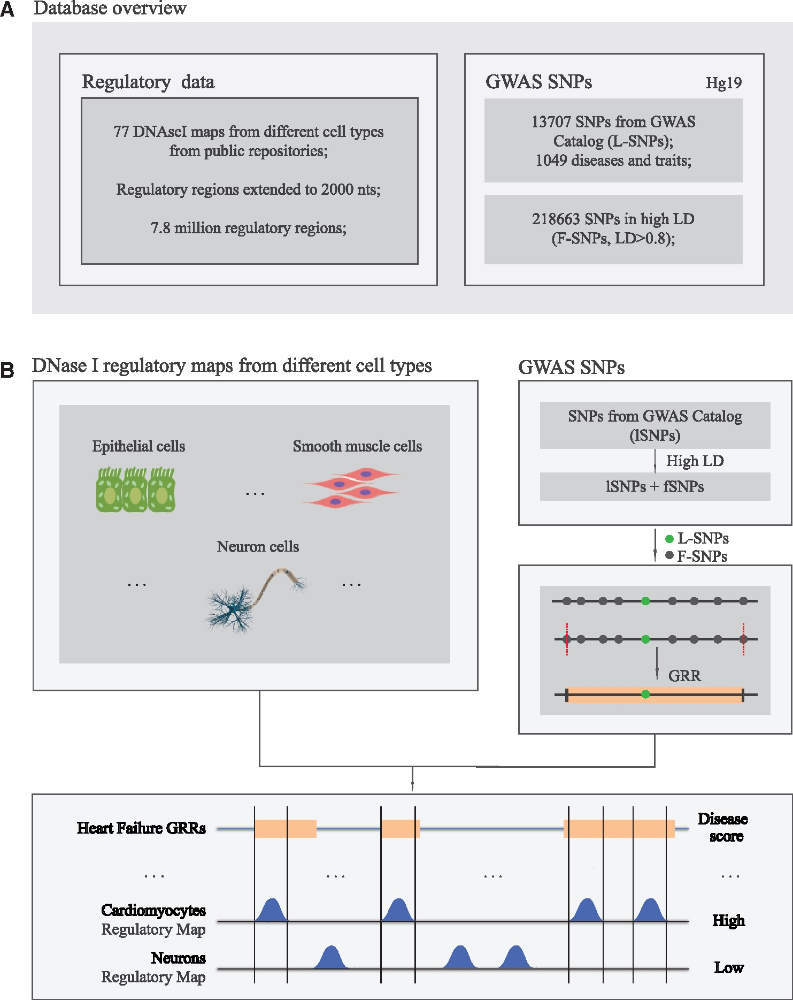 A Database overview
Regulatory data
77 DNAseI maps from different cell types
from public repositories;
Regulatory regions extended to 2000 nts;
7.8 million regulatory regions;
GWAS SNPs Hg19
13707 SNPs from GWAS
Catalog (L-SNPs);
1049 diseases and traits;
218663 SNPs in high LD
(F-SNPs, LD>0.8);
B DNase I regulatory maps from different cell types
Epithelial cells
...
Smooth muscle cells
Neuron cells
...
...
GWAS SNPs
SNPs from GWAS Catalog
(lSNPs)
High LD
lSNPs + fSNPs
L-SNPs
F-SNPs
GRR
Heart Failure GRRs
Disease
score
... ... ... ...
Cardiomyocytes
Regulatory Map
High
Neurons
Regulatory Map
Low